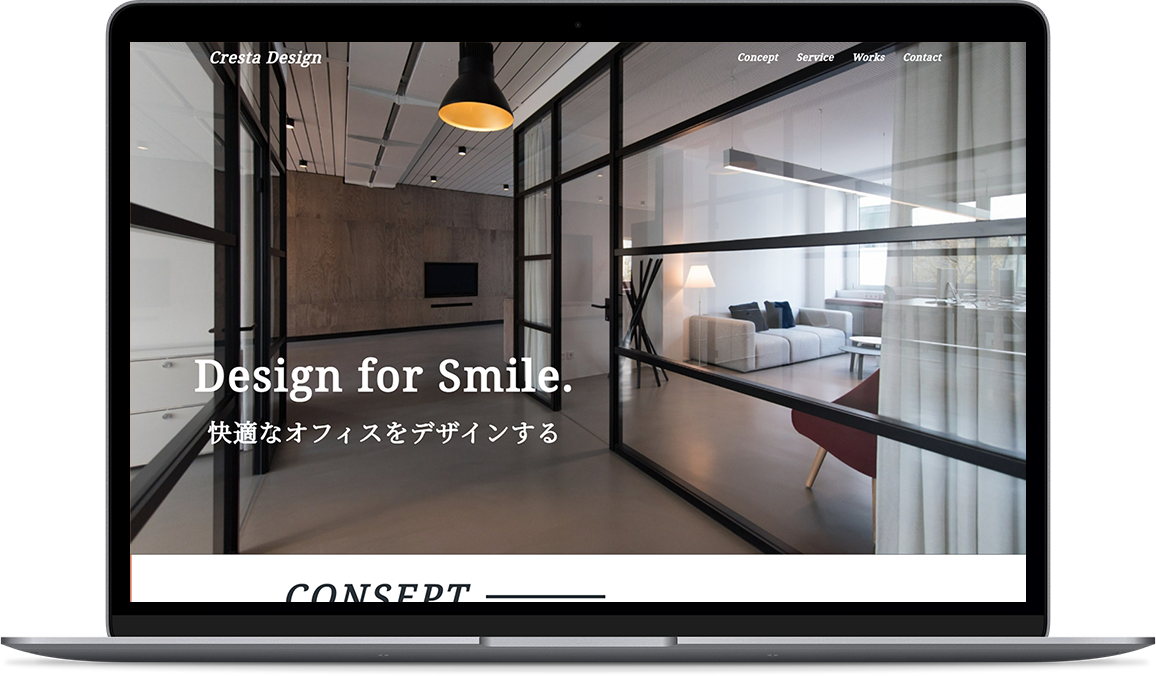 Cresta Design
Concept Service Works Contact
Design for Smile.
快適なオフィスをデザインする
CONSEPT